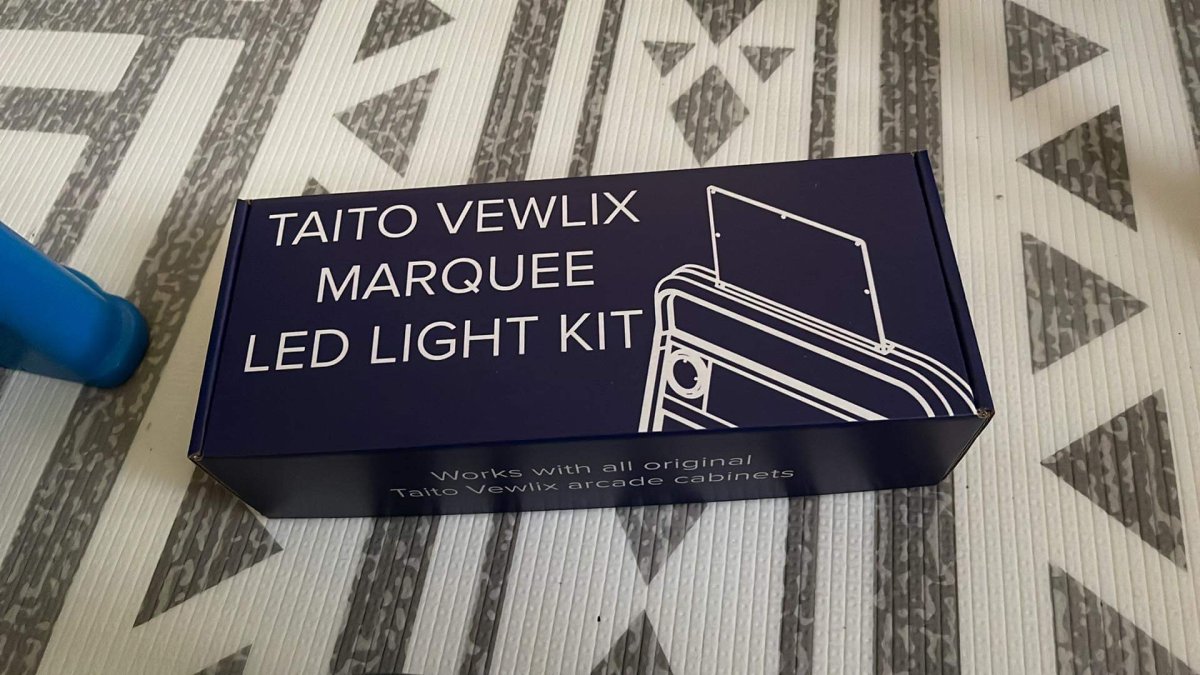 TAITO VEWLIX
MARQUEE
LED LIGHT KIT
Works with all original
Taito Vewlix arcade cabinets